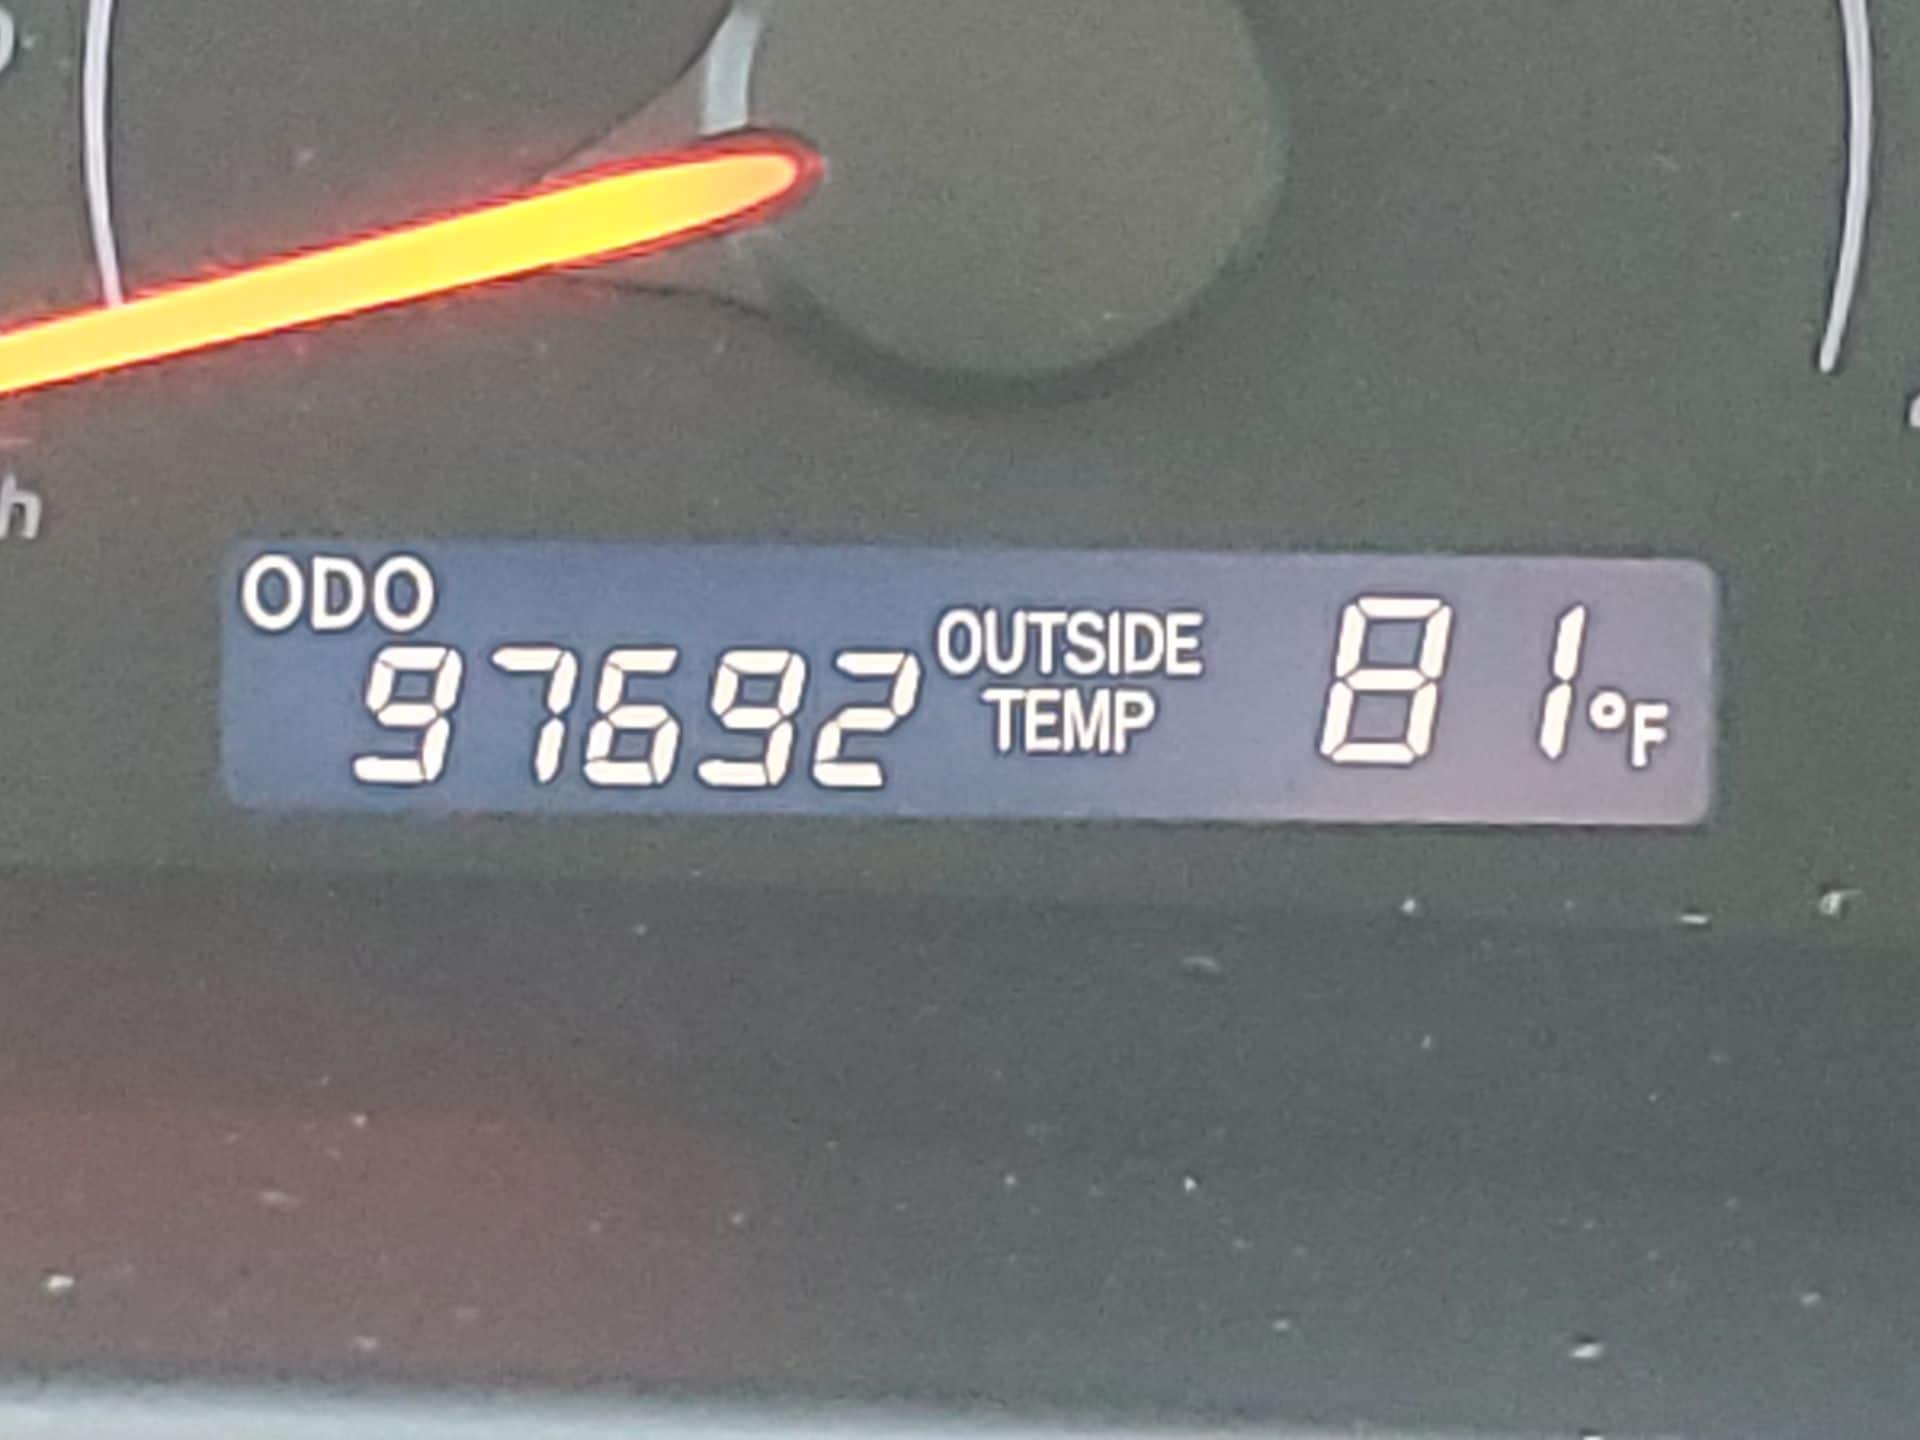 h
ODO
97692
OUTSIDE
TEMP
81°F